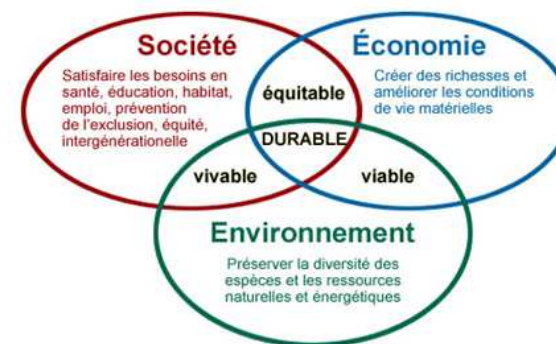 Société
Satisfaire les besoins en
santé, éducation, habitat,
emploi, prévention
de l'exclusion, équité,
intergénérationelle
Économie
Créer des richesses et
améliorer les conditions
de vie matérielles
équitable
DURABLE
vivable
viable
Environnement
Préserver la diversité des
espèces et les ressources
naturelles et énergétiques